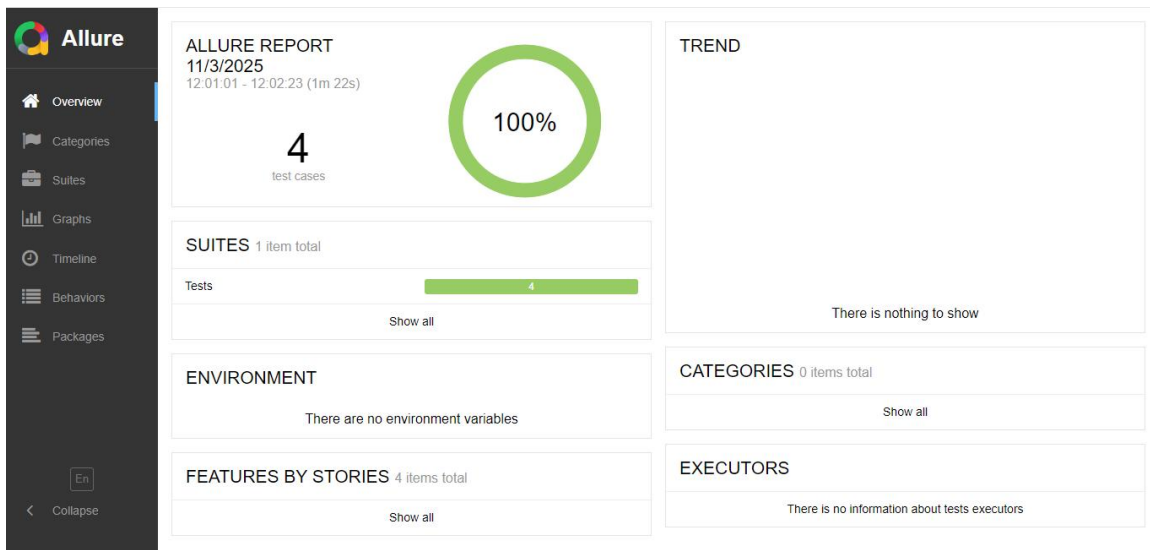 Allure
Overview
Categories
Suites
Graphs
Timeline
Behaviors
Packages
En
Collapse
ALLURE REPORT
11/3/2025
12:01:01 - 12:02:23 (1m 22s)
4
test cases
100%
SUITES 1 item total
Tests 4
Show all
ENVIRONMENT
There are no environment variables
FEATURES BY STORIES 4 items total
Show all
TREND
There is nothing to show
CATEGORIES 0 items total
Show all
EXECUTORS
There is no information about tests executors